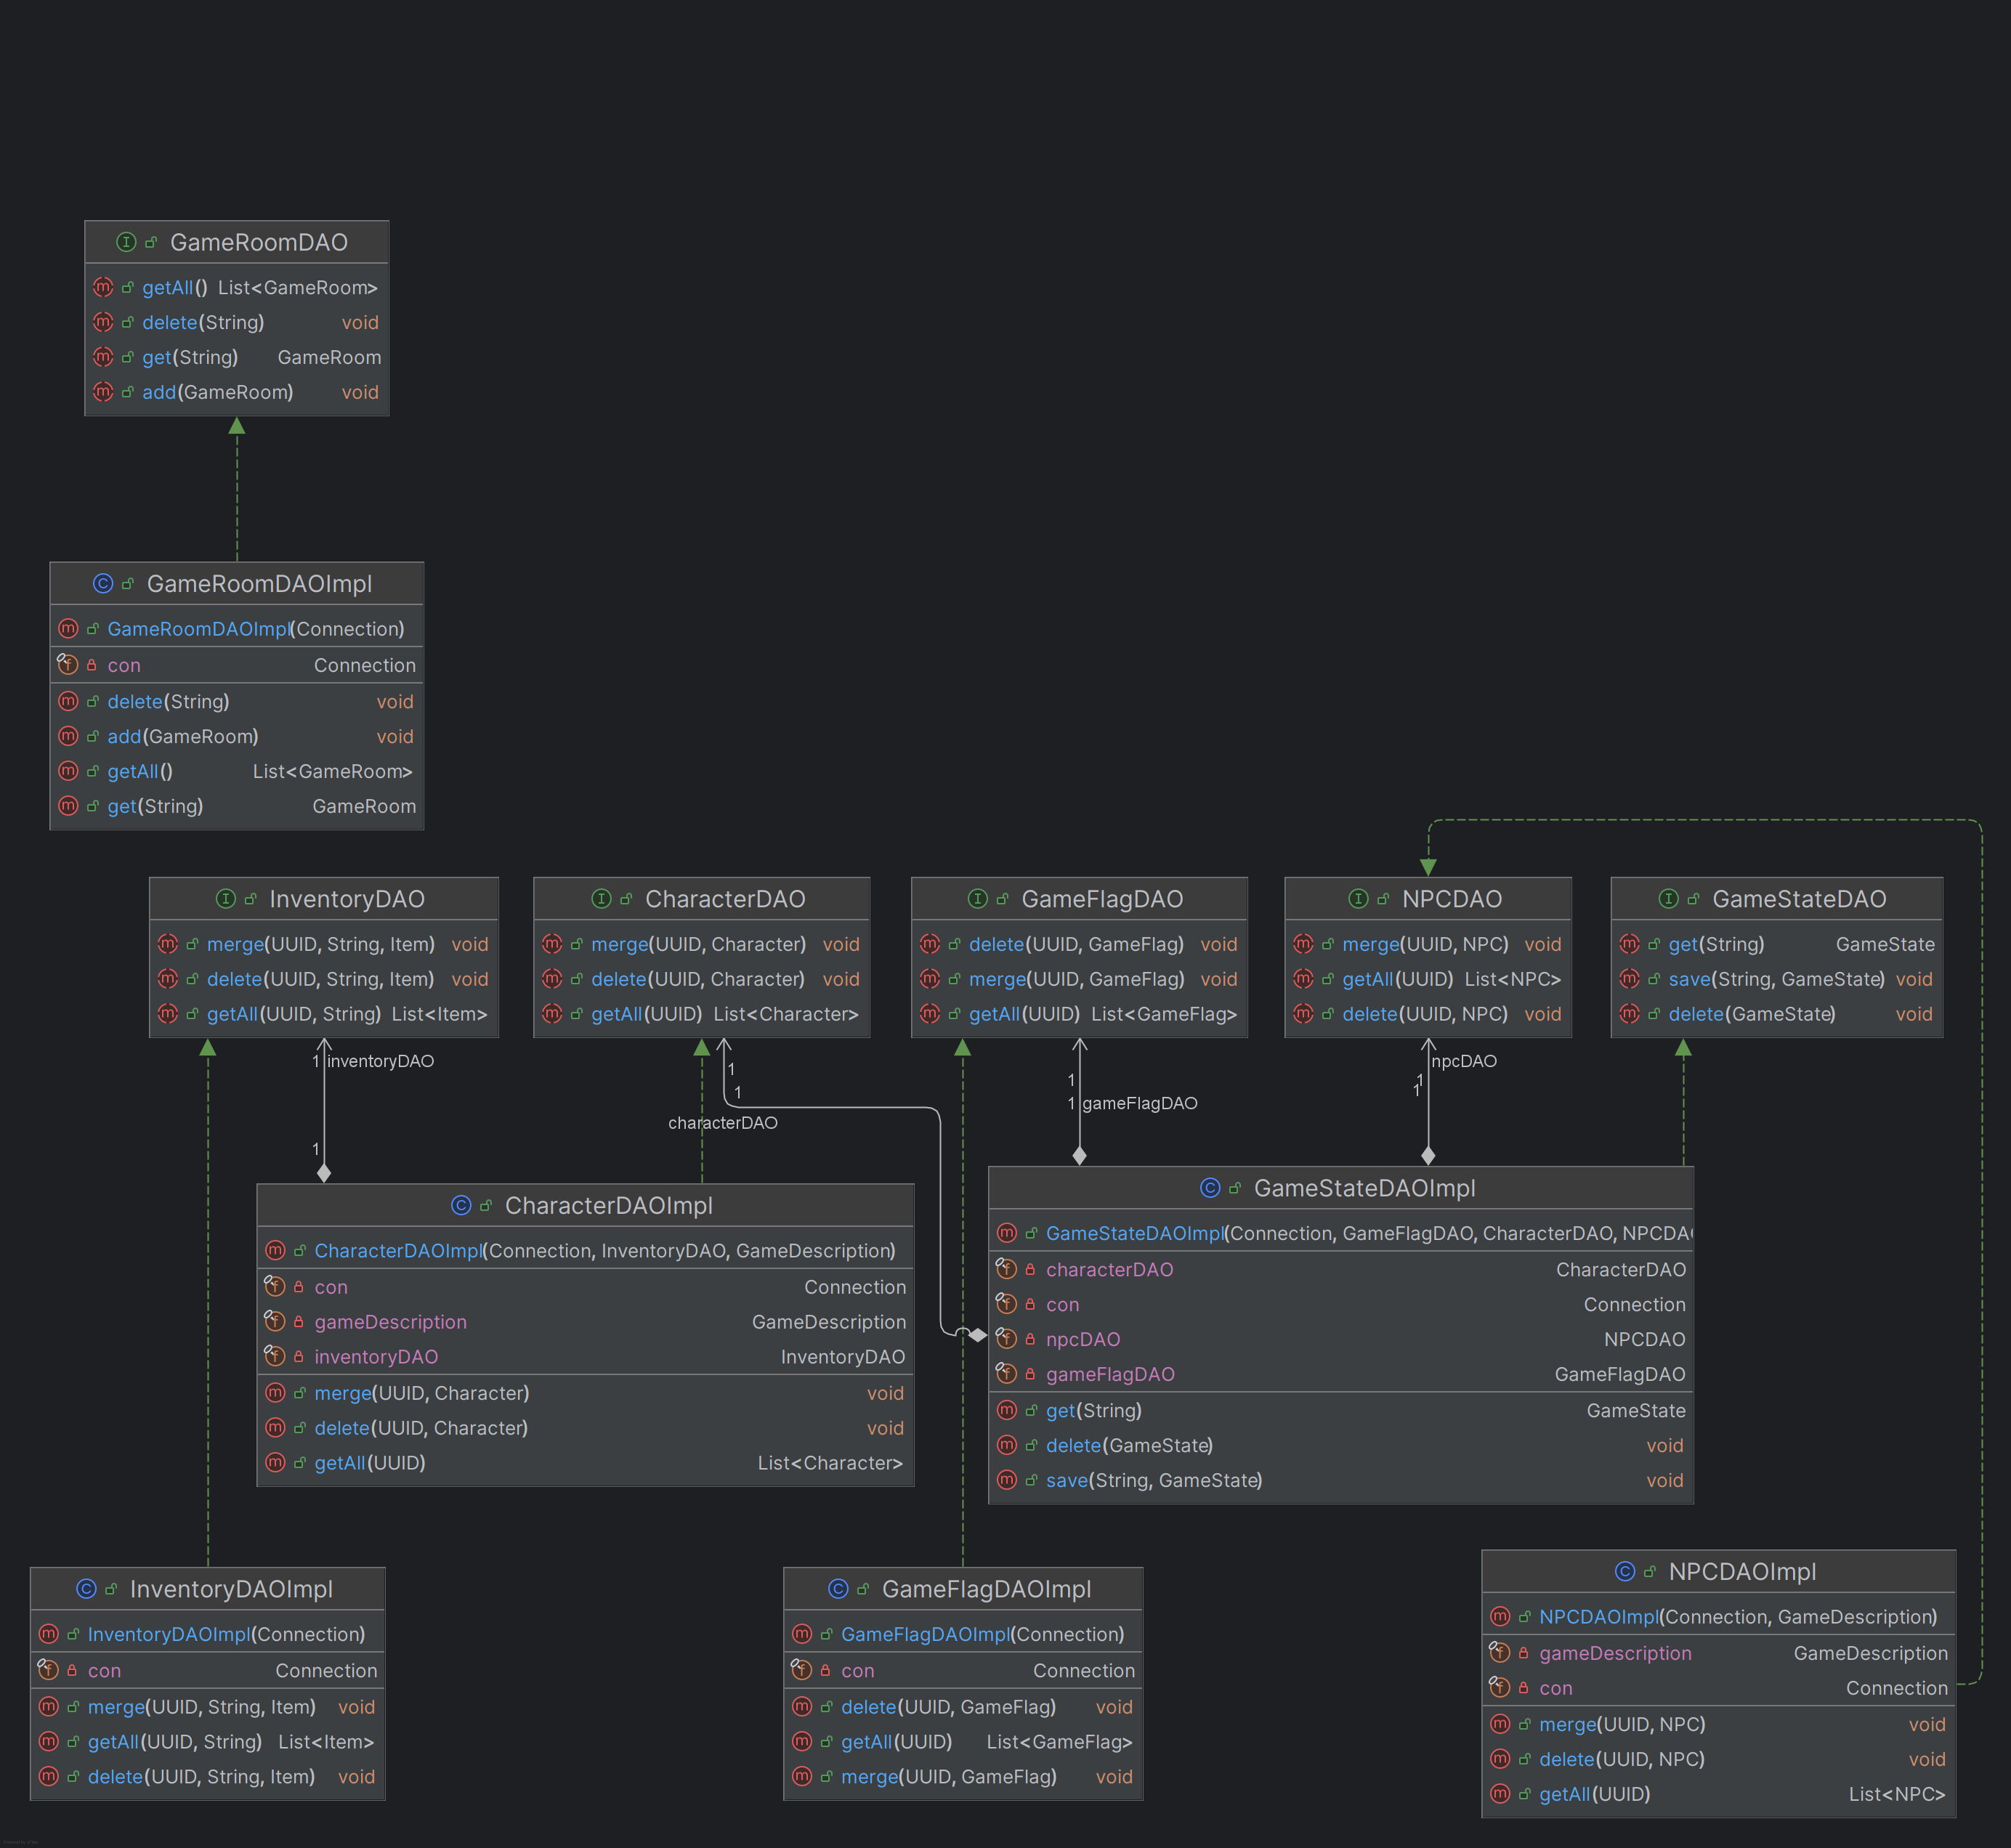 GameRoomDAO
getAll() List<GameRoom>
delete(String) void
get(String) GameRoom
add(GameRoom) void
GameRoomDAOImpl
GameRoomDAOImpl(Connection)
con Connection
delete(String) void
add(GameRoom) void
getAll() List<GameRoom>
get(String) GameRoom
InventoryDAO
merge(UUID, String, Item) void
delete(UUID, String, Item) void
getAll(UUID, String) List<Item>
CharacterDAO
merge(UUID, Character) void
delete(UUID, Character) void
getAll(UUID) List<Character>
GameFlagDAO
delete(UUID, GameFlag) void
merge(UUID, GameFlag) void
getAll(UUID) List<GameFlag>
NPCDAO
merge(UUID, NPC) void
getAll(UUID) List<NPC>
delete(UUID, NPC) void
GameStateDAO
get(String) GameState
save(String, GameState) void
delete(GameState) void
1 inventoryDAO
1
1
1
characterDAO
1
1 gameFlagDAO
npcDAO
1
1
CharacterDAOImpl
CharacterDAOImpl(Connection, InventoryDAO, GameDescription)
con Connection
gameDescription GameDescription
inventoryDAO InventoryDAO
merge(UUID, Character) void
delete(UUID, Character) void
getAll(UUID) List<Character>
GameStateDAOImpl
GameStateDAOImpl(Connection, GameFlagDAO, CharacterDAO, NPCDA
characterDAO CharacterDAO
con Connection
npcDAO NPCDAO
gameFlagDAO GameFlagDAO
get(String) GameState
delete(GameState) void
save(String, GameState) void
InventoryDAOImpl
InventoryDAOImpl(Connection)
con Connection
merge(UUID, String, Item) void
getAll(UUID, String) List<Item>
delete(UUID, String, Item) void
GameFlagDAOImpl
GameFlagDAOImpl(Connection)
con Connection
delete(UUID, GameFlag) void
getAll(UUID) List<GameFlag>
merge(UUID, GameFlag) void
NPCDAOImpl
NPCDAOImpl(Connection, GameDescription)
gameDescription GameDescription
con Connection
merge(UUID, NPC) void
delete(UUID, NPC) void
getAll(UUID) List<NPC>